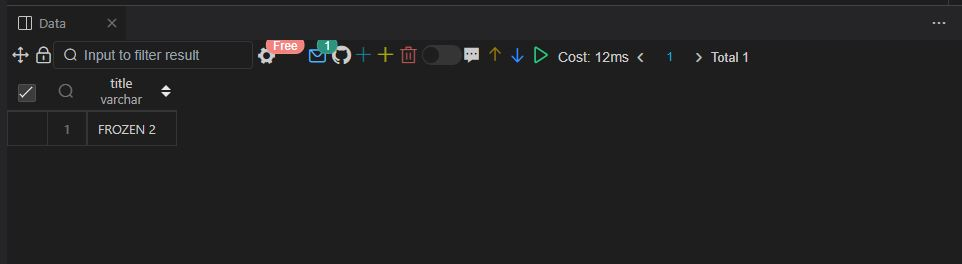 Data
Input to filter result
Free
1
Cost: 12ms
1
Total 1
title
varchar
1
FROZEN 2